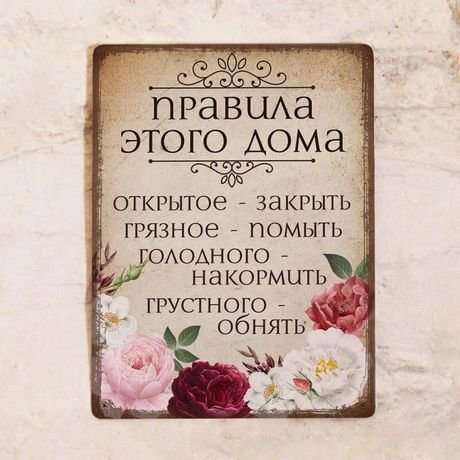 ПРАВИЛА
ЭТОГО ДОМА
ОТКРЫТОЕ - ЗАКРЫТЬ
ГРЯЗНОЕ - ПОМЫТЬ
ГОЛОДНОГО -
НАКОРМИТЬ
ГРУСТНОГО -
ОБНЯТЬ